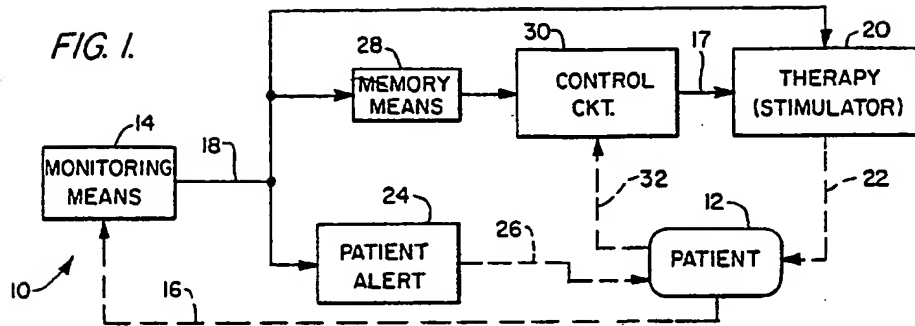 FIG. 1.
28
MEMORY
MEANS
30
CONTROL
CKT.
17
20
THERAPY
(STIMULATOR)
14
MONITORING
MEANS
18
24
PATIENT
ALERT
26
32
12
PATIENT
22
10
16